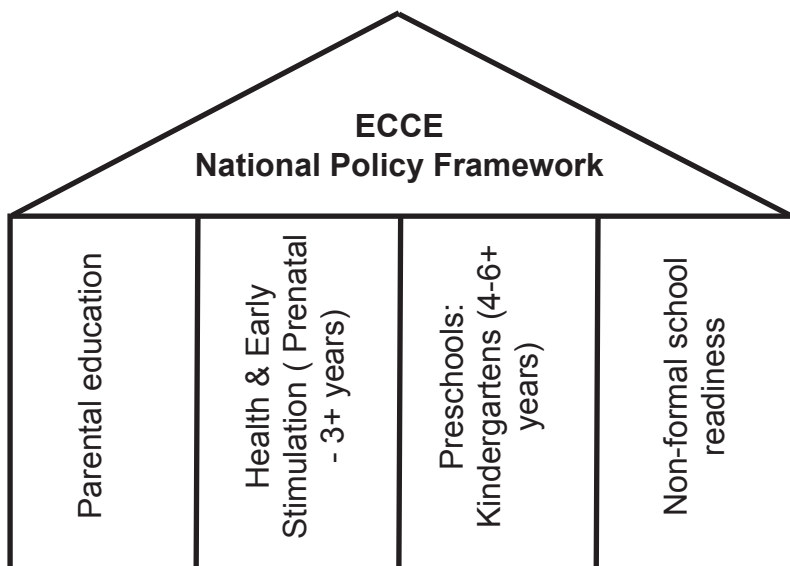 ECCE
National Policy Framework
Parental education
Health & Early
Stimulation ( Prenatal
- 3+ years)
Preschools:
Kindergartens (4-6+
years)
Non-formal school
readiness